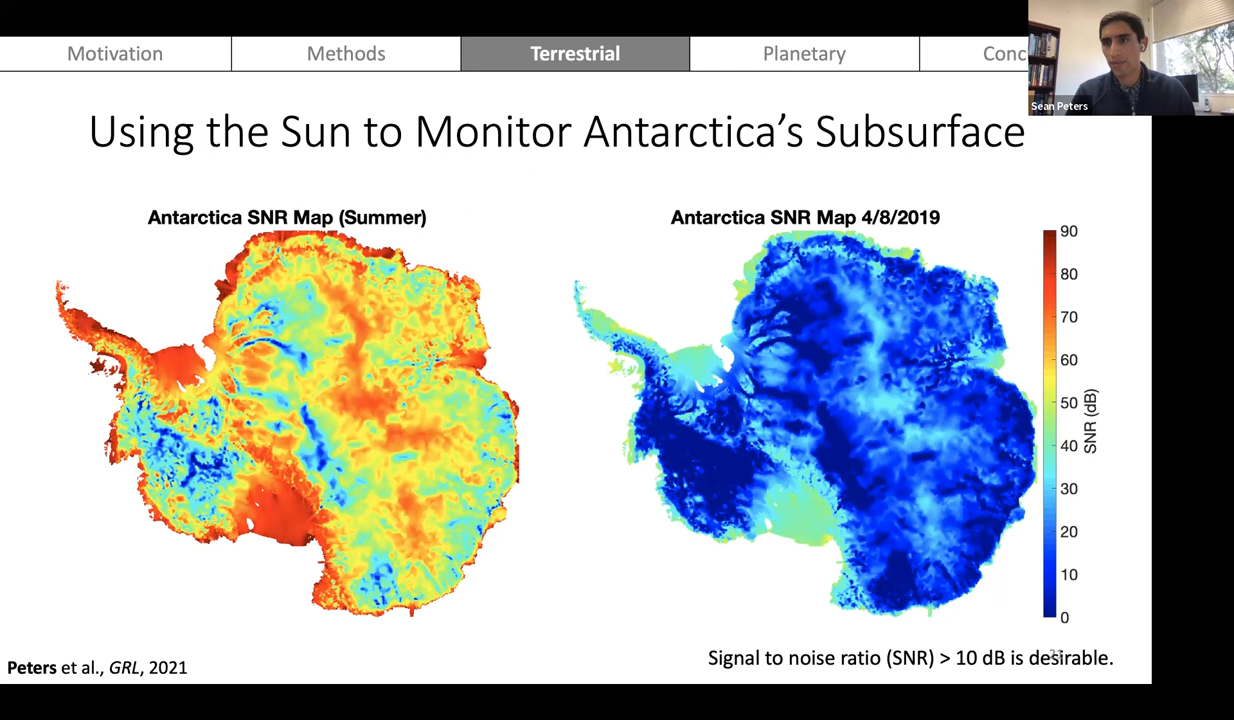 Motivation
Methods
Terrestrial
Planetary
Conc
Sean Peters
Using the Sun to Monitor Antarctica's Subsurface
Antarctica SNR Map (Summer)
Antarctica SNR Map 4/8/2019
90
80
70
60
50
40
30
20
10
0
SNR (dB)
Peters et al., GRL, 2021
Signal to noise ratio (SNR) > 10 dB is desirable.